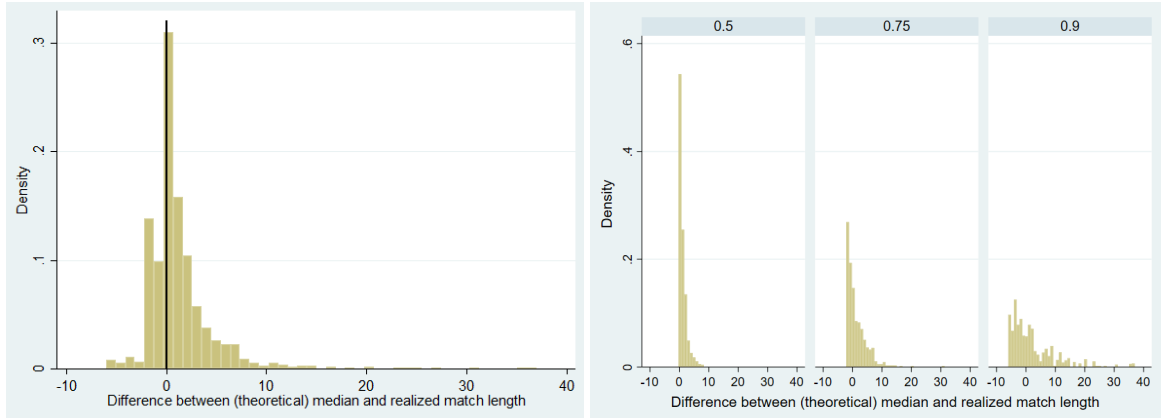 Density
.3
.2
.1
0
-10
0
10
20
30
40
Difference between (theoretical) median and realized match length
0.5
0.75
0.9
Density
.6
.4
.2
0
-10 0 10 20 30 40
-10 0 10 20 30 40
-10 0 10 20 30 40
Difference between (theoretical) median and realized match length